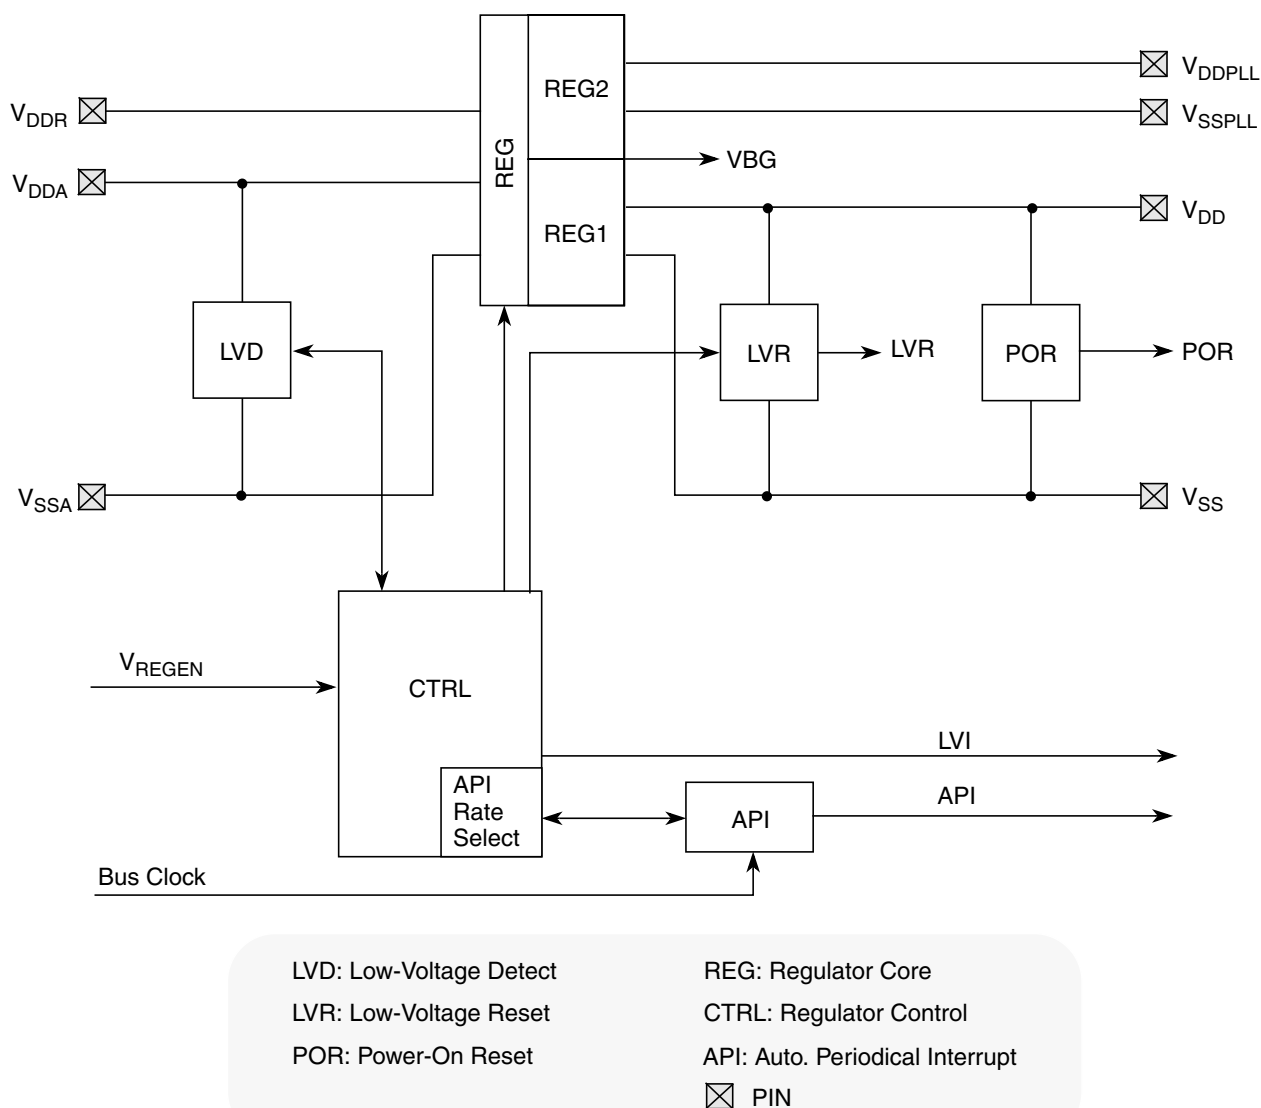 REG
REG2
REG1
VDDR
VDDA
VSSA
VDDPLL
VSSPLL
VBG
VDD
LVD
LVR
LVR
POR
POR
VSS
VREGEN
CTRL
LVI
API
Rate
Select
API
API
Bus Clock
LVD: Low-Voltage Detect
LVR: Low-Voltage Reset
POR: Power-On Reset
REG: Regulator Core
CTRL: Regulator Control
API: Auto. Periodical Interrupt
PIN